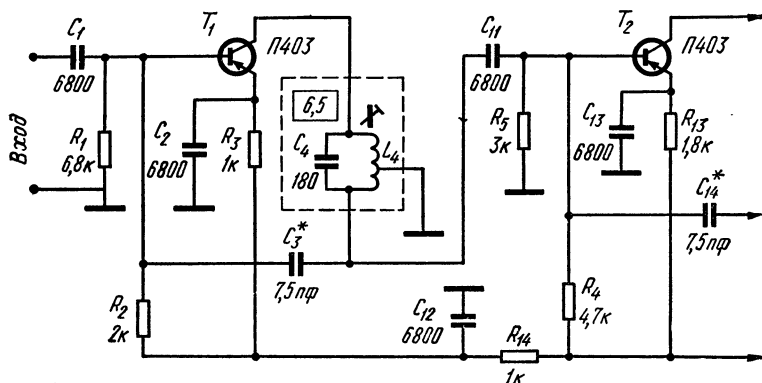 T1
T2
C1
6800
П403
C11
6800
П403
6,5
Вход
R1
6,8к
C2
6800
R3
1к
C4
180
L4
R5
3к
C13
6800
R13
1,8к
C3*
7,5пф
C14*
7,5пф
R2
2к
C12
6800
R14
1к
R4
4,7к